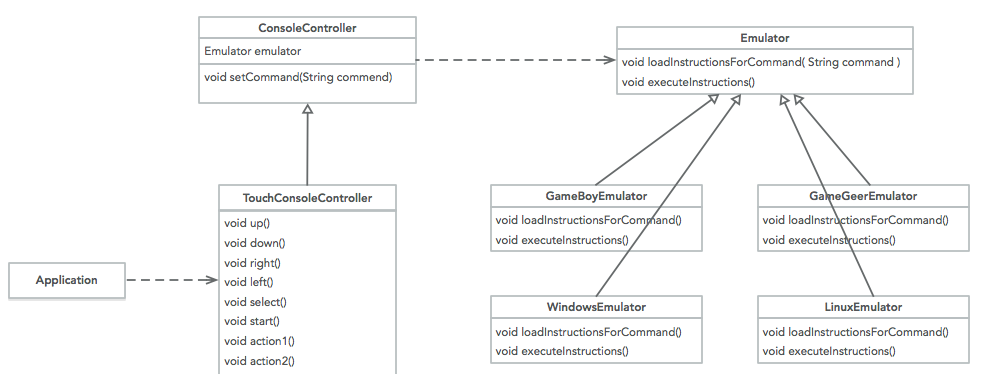 ConsoleController
Emulator emulator
void setCommand(String commend)
Emulator
void loadInstructionsForCommand( String command )
void executeInstructions()
TouchConsoleController
void up()
void down()
void right()
void left()
void select()
void start()
void action1()
void action2()
Application
GameBoyEmulator
void loadInstructionsForCommand()
void executeInstructions()
GameGeerEmulator
void loadInstructionsForCommand()
void executeInstructions()
WindowsEmulator
void loadInstructionsForCommand()
void executeInstructions()
LinuxEmulator
void loadInstructionsForCommand()
void executeInstructions()